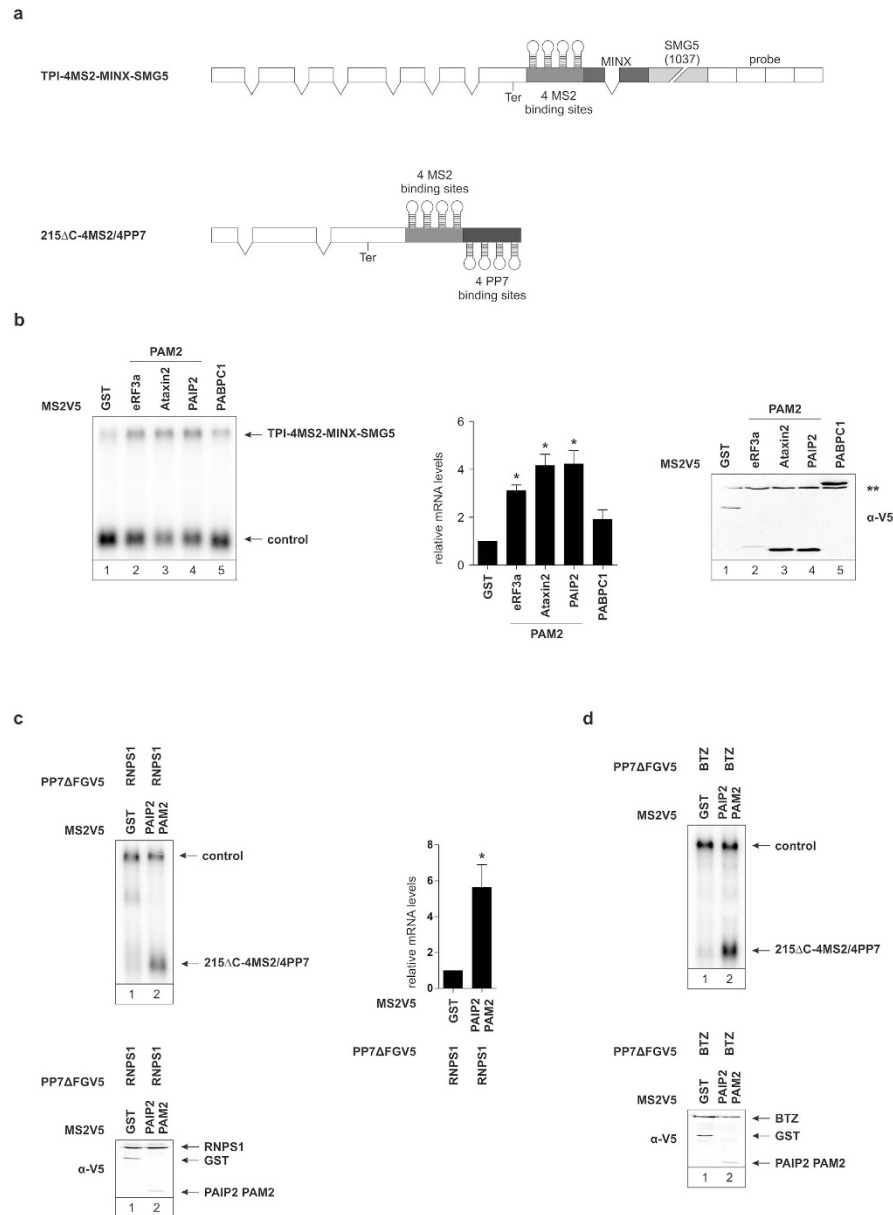 a
TPI-4MS2-MINX-SMG5
Ter
4 MS2
binding sites
MINX
SMG5
(1037)
probe
215ΔC-4MS2/4PP7
4 MS2
binding sites
Ter
4 PP7
binding sites
b
MS2V5
PAM2
GST
eRF3a
Ataxin2
PAIP2
PABPC1
TPI-4MS2-MINX-SMG5
control
1 2 3 4 5
relative mRNA levels
6
4
2
0
*
*
*
GST
eRF3a
Ataxin2
PAIP2
PABPC1
PAM2
MS2V5
PAM2
GST
eRF3a
Ataxin2
PAIP2
PABPC1
**
α-V5
1 2 3 4 5
c
PP7ΔFGV5
RNPS1
RNPS1
MS2V5
GST
PAIP2
PAM2
control
215ΔC-4MS2/4PP7
1 2
PP7ΔFGV5
RNPS1
RNPS1
MS2V5
GST
PAIP2
PAM2
α-V5
RNPS1
GST
PAIP2 PAM2
1 2
relative mRNA levels
8
6
4
2
0
*
MS2V5
GST
PAIP2
PAM2
PP7ΔFGV5
RNPS1
RNPS1
d
PP7ΔFGV5
BTZ
BTZ
MS2V5
GST
PAIP2
PAM2
control
215ΔC-4MS2/4PP7
1 2
PP7ΔFGV5
BTZ
BTZ
MS2V5
GST
PAIP2
PAM2
α-V5
BTZ
GST
PAIP2 PAM2
1 2